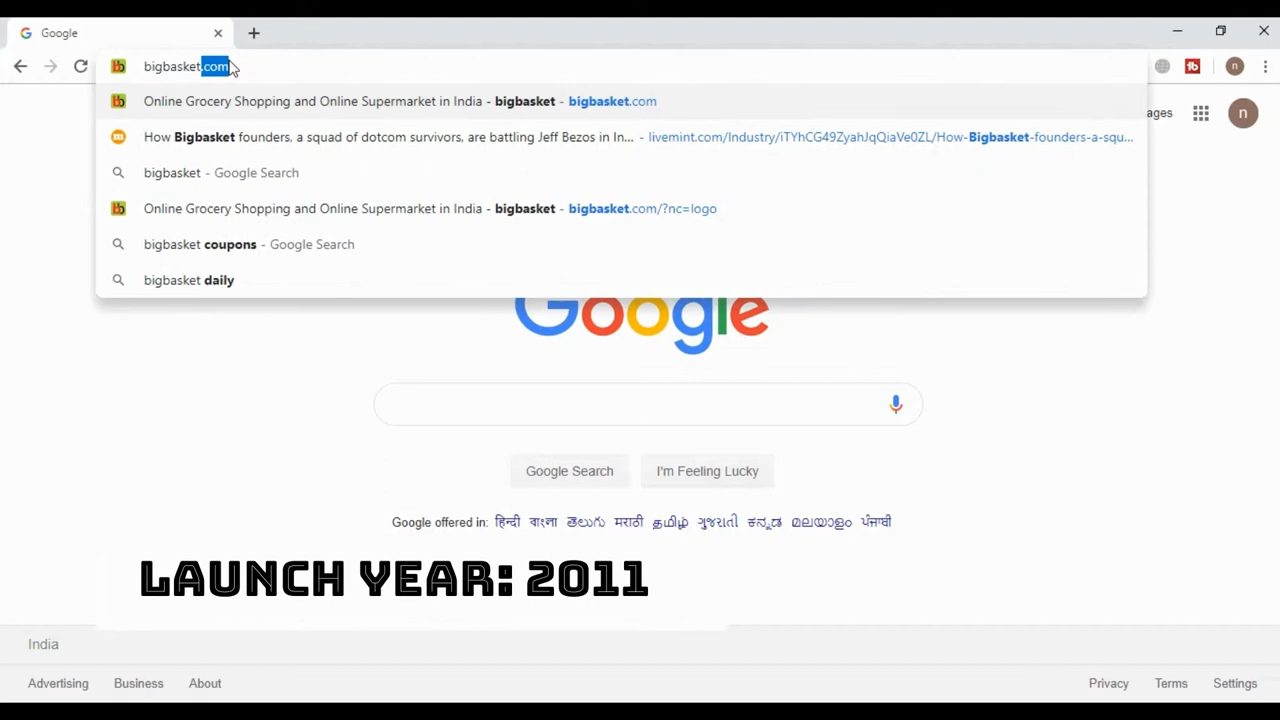 Google
bigbasket.com
Online Grocery Shopping and Online Supermarket in India - bigbasket - bigbasket.com
How Bigbasket founders, a squad of dotcom survivors, are battling Jeff Bezos in In... - livemint.com/Industry/iTYhCG49ZyahJqQiaVe0ZL/How-Bigbasket-founders-a-squ...
ages
n
bigbasket - Google Search
Online Grocery Shopping and Online Supermarket in India - bigbasket - bigbasket.com/?nc=logo
bigbasket coupons - Google Search
bigbasket daily
Google
Google Search
I'm Feeling Lucky
Google offered in: हिन्दी বাংলা తెలుగు मराठी தமிழ் ગુજરાતી ಕನ್ನಡ മലയാളം ਪੰਜਾਬੀ
LAUNCH YEAR: 2011
India
Advertising Business About Privacy Terms Settings